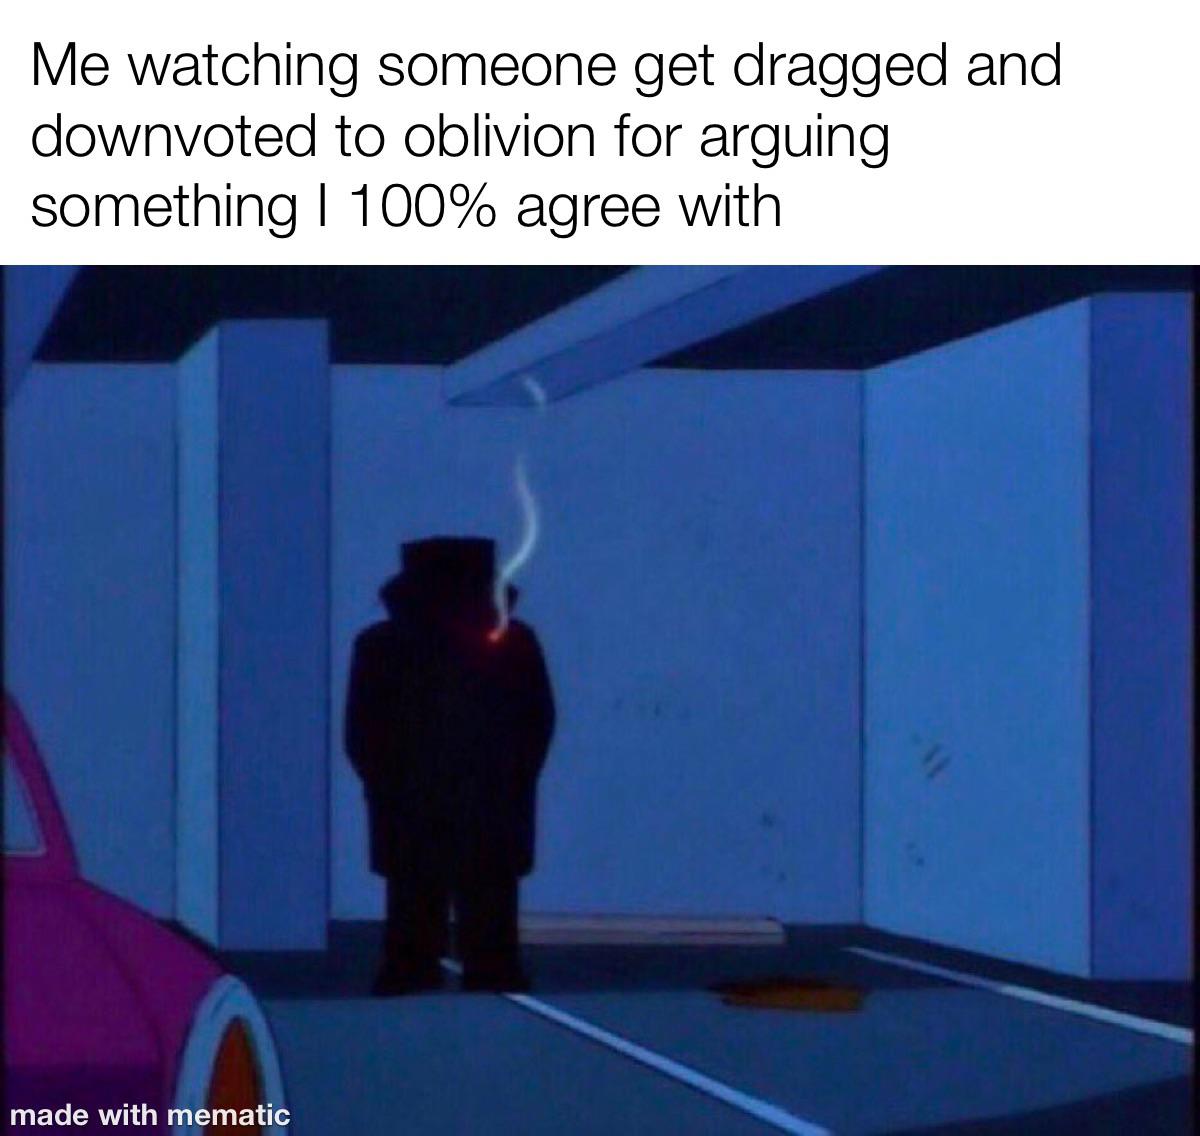 Me watching someone get dragged and
downvoted to oblivion for arguing
something I 100% agree with
made with mematic